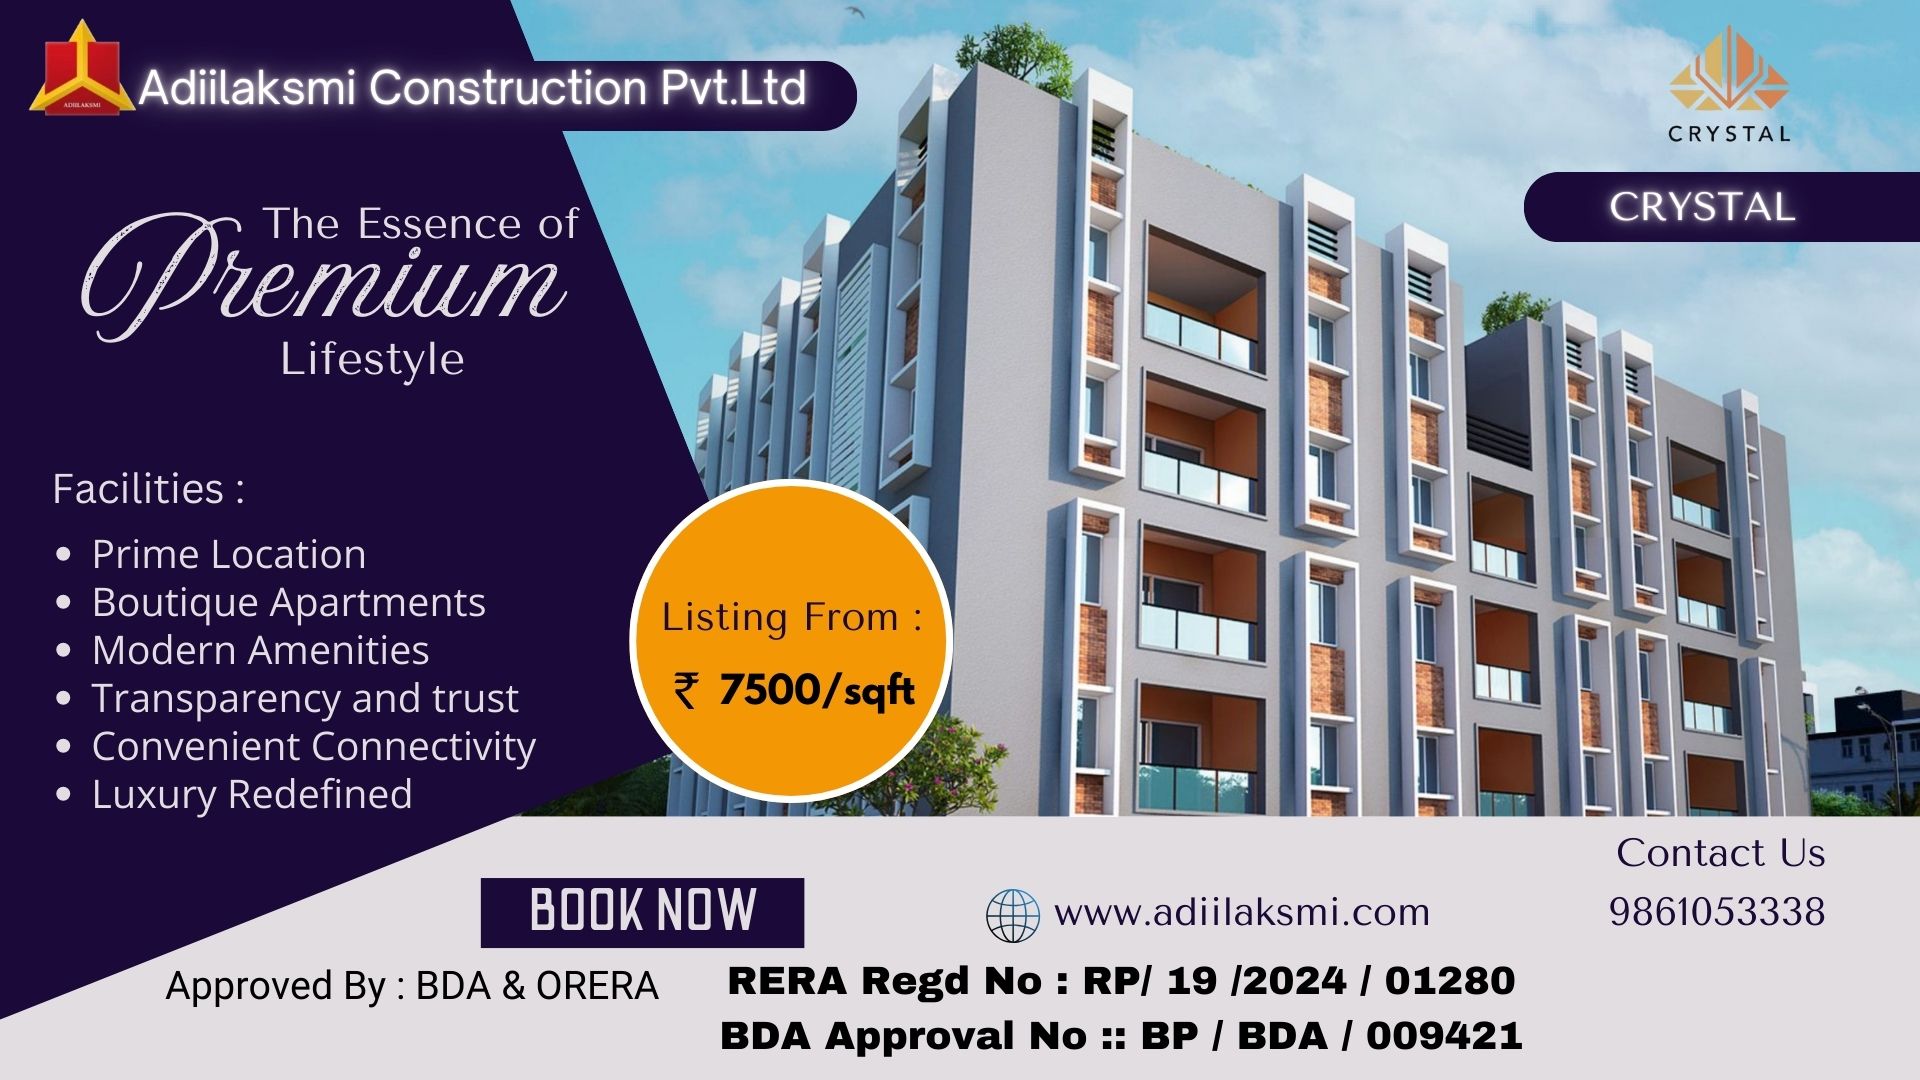 ADIILAKSMI
Adiilaksmi Construction Pvt.Ltd
CRYSTAL
CRYSTAL
The Essence of
Premium
Lifestyle
Facilities :
• Prime Location
• Boutique Apartments
• Modern Amenities
• Transparency and trust
• Convenient Connectivity
• Luxury Redefined
Listing From :
₹ 7500/sqft
Contact Us
9861053338
BOOK NOW
www.adiilaksmi.com
Approved By : BDA & ORERA
RERA Regd No : RP/ 19 /2024 / 01280
BDA Approval No :: BP / BDA / 009421